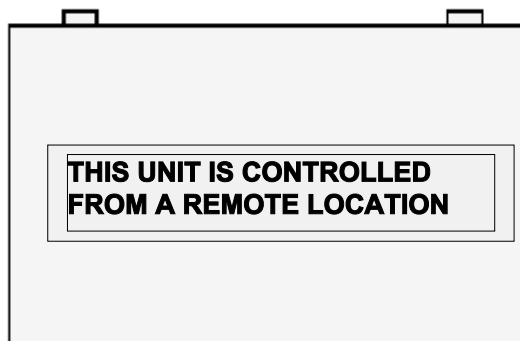 THIS UNIT IS CONTROLLED
FROM A REMOTE LOCATION